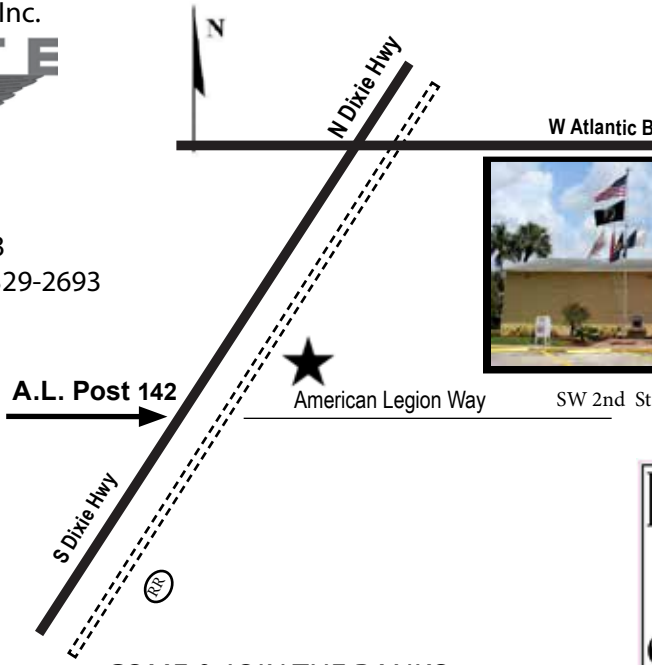 Inc.
T E
N
N Dixie Hwy
W Atlantic B
29-2693
A.L. Post 142
American Legion Way
SW 2nd St
S Dixie Hwy
RR